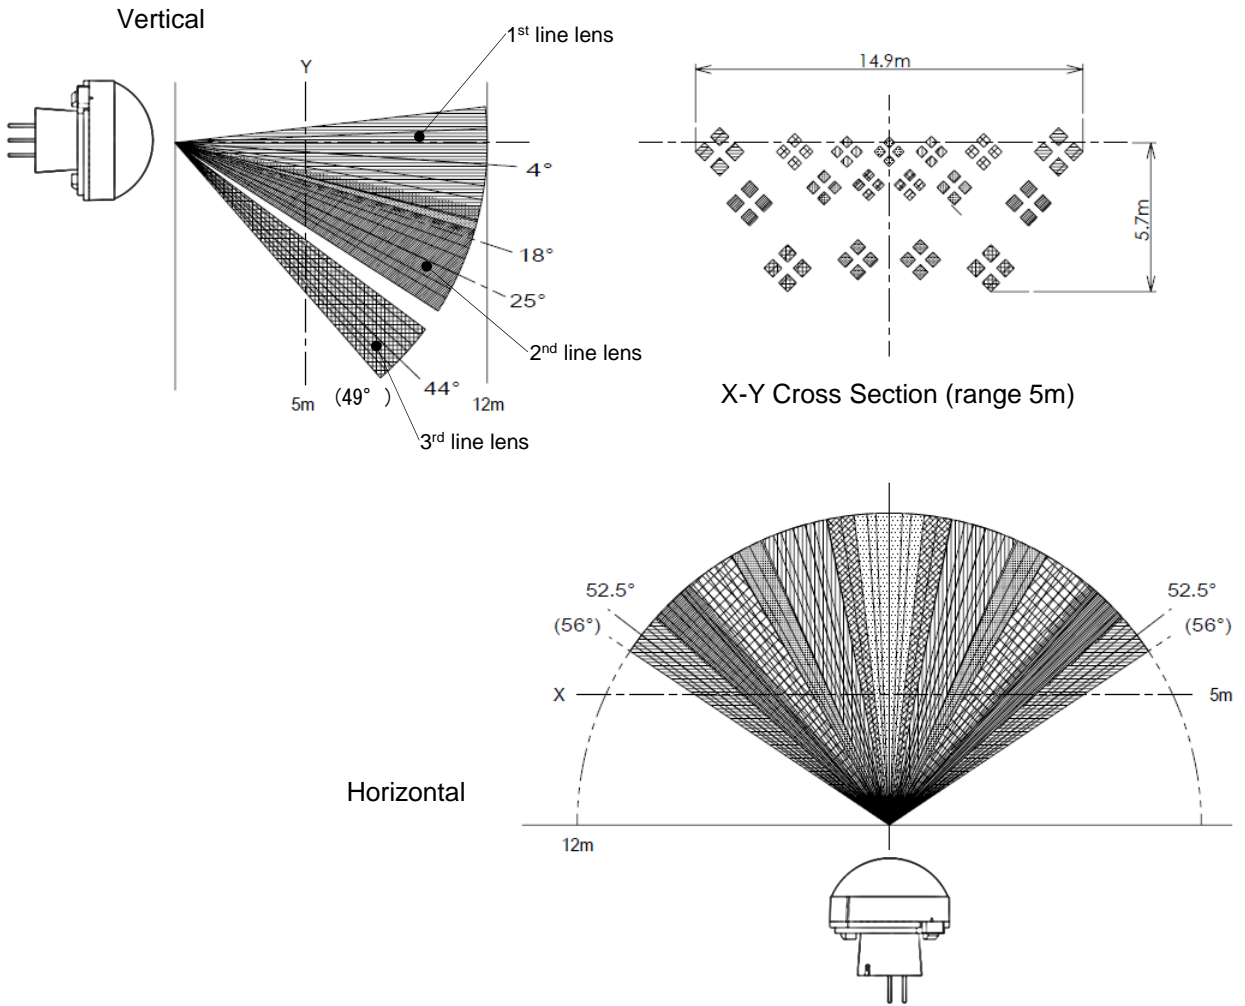 Vertical
1st line lens
Y
14.9m
4°
5.7m
18°
25°
2nd line lens
44°
(49° )
5m
12m
X-Y Cross Section (range 5m)
3rd line lens
52.5°
52.5°
(56°)
(56°)
X
5m
Horizontal
12m